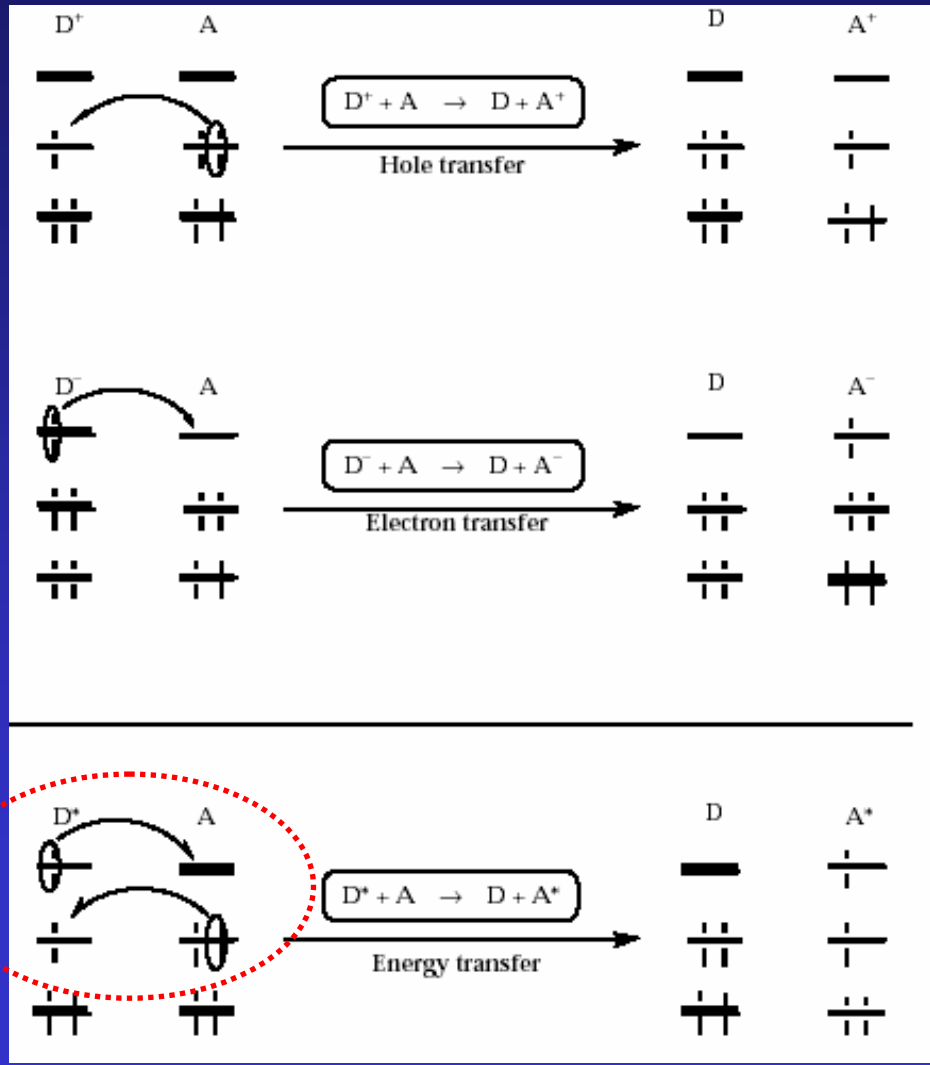 D⁺ A D A⁺
D⁺ + A → D + A⁺
Hole transfer
D⁻ A D A⁻
D⁻ + A → D + A⁻
Electron transfer
D* A D A*
D* + A → D + A*
Energy transfer